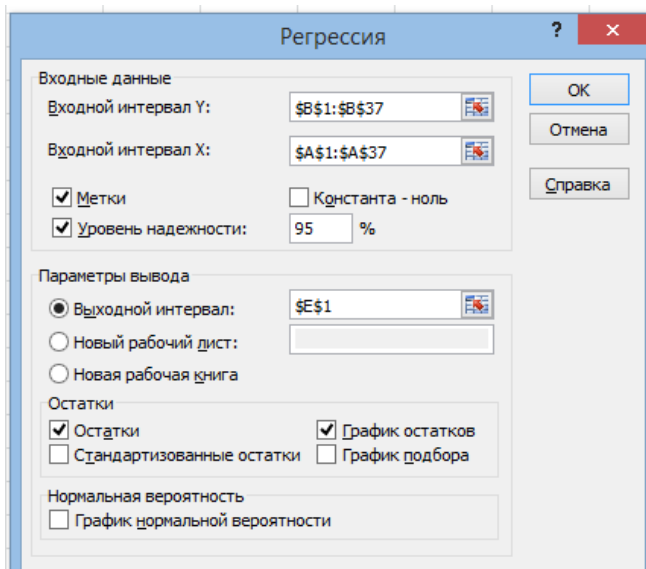 Регрессия
?
×
Входные данные
Входной интервал Y: $B$1:$B$37
Входной интервал X: $A$1:$A$37
Метки Константа - ноль
Уровень надежности: 95 %
OK
Отмена
Справка
Параметры вывода
Выходной интервал: $E$1
Новый рабочий лист:
Новая рабочая книга
Остатки
Остатки График остатков
Стандартизованные остатки График подбора
Нормальная вероятность
График нормальной вероятности